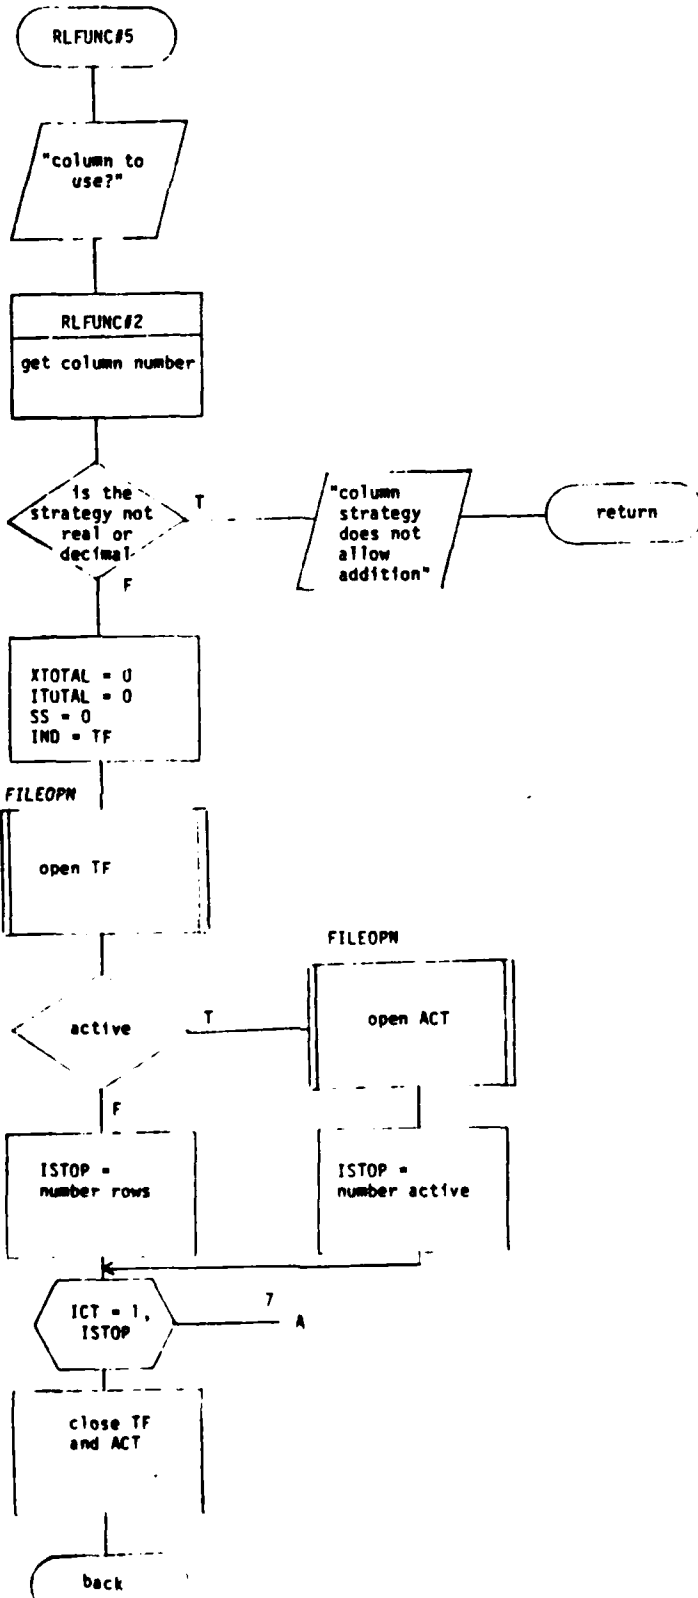 RLFUNC#5
"column to
use?"
RLFUNC#2
get column number
is the
strategy not
real or
decimal
T
F
"column
strategy
does not
allow
addition"
return
XTOTAL = 0
ITUTAL = 0
SS = 0
IND = TF
FILEOPN
open TF
FILEOPN
active
T
F
open ACT
ISTOP =
number rows
ISTOP =
number active
ICT = 1,
ISTOP
7
A
close TF
and ACT
back